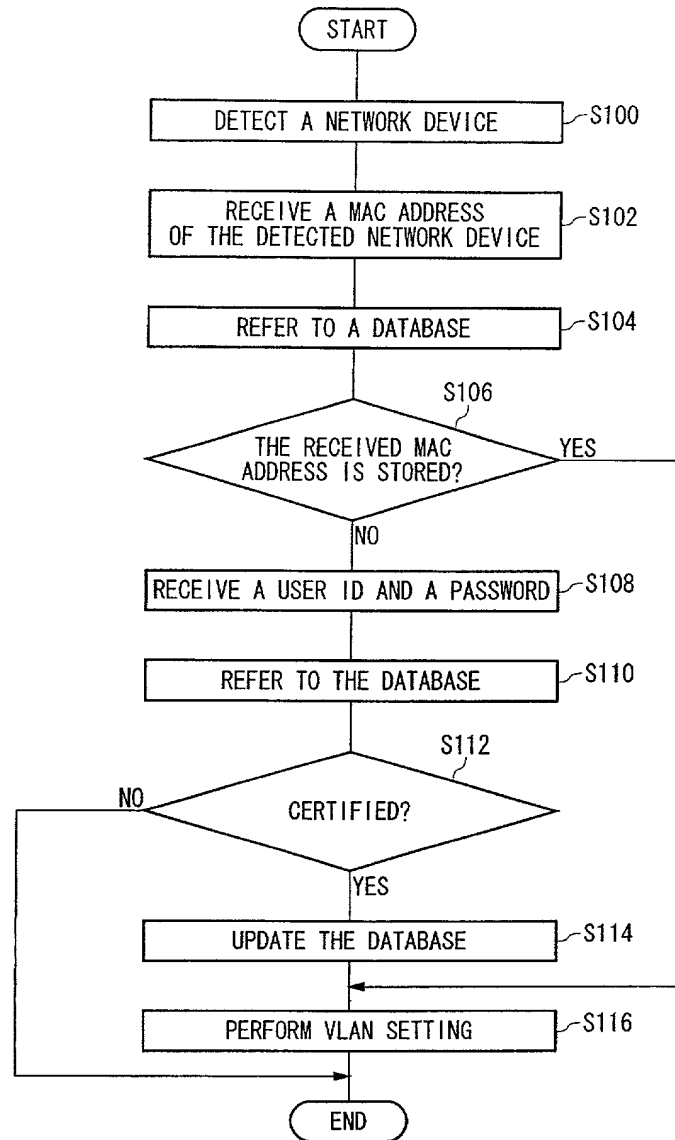 START
DETECT A NETWORK DEVICE
S100
RECEIVE A MAC ADDRESS
OF THE DETECTED NETWORK DEVICE
S102
REFER TO A DATABASE
S104
S106
THE RECEIVED MAC
ADDRESS IS STORED?
YES
NO
RECEIVE A USER ID AND A PASSWORD
S108
REFER TO THE DATABASE
S110
S112
NO
CERTIFIED?
YES
UPDATE THE DATABASE
S114
PERFORM VLAN SETTING
S116
END